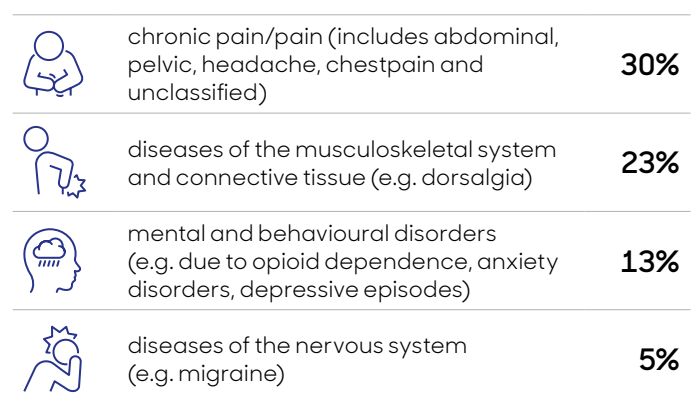 chronic pain/pain (includes abdominal,
pelvic, headache, chestpain and
unclassified)
30%
diseases of the musculoskeletal system
and connective tissue (e.g. dorsalgia)
23%
mental and behavioural disorders
(e.g. due to opioid dependence, anxiety
disorders, depressive episodes)
13%
diseases of the nervous system
(e.g. migraine)
5%